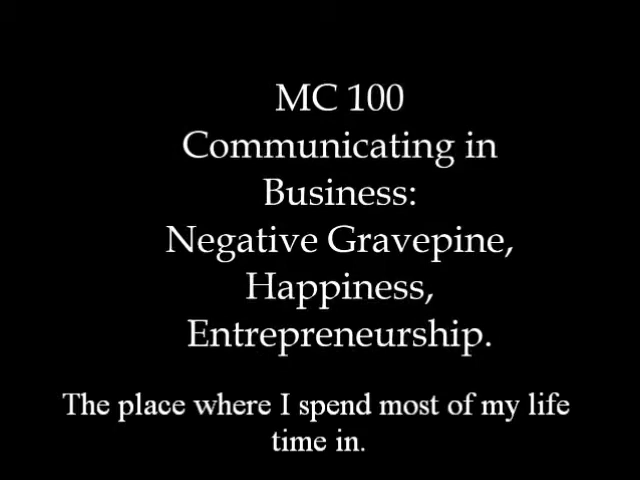 MC 100
Communicating in
Business:
Negative Gravepine,
Happiness,
Entrepreneurship.
The place where I spend most of my life
time in.